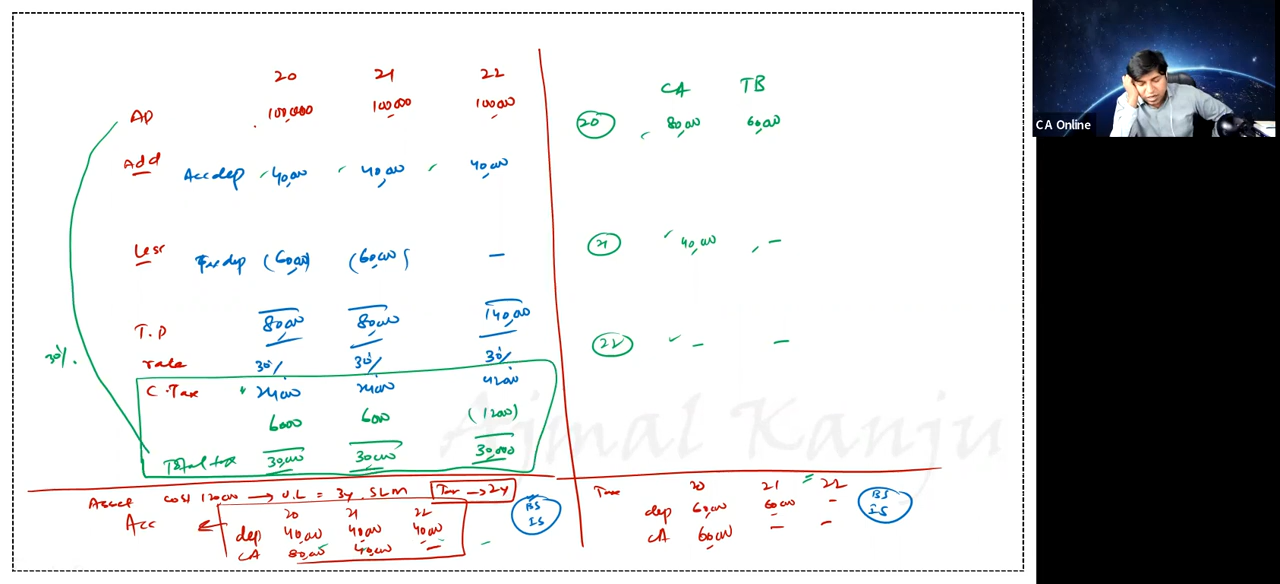 20 21 22
AP 100,000 100,000 100,000
Add Acc dep 40,000 40,000 40,000
Less Tax dep (60,000) (60,000) —
T.P 80,000 80,000 140,000
rate 30% 30% 30%
30%.
C.Tax 24,000 24,000 42000
6000 6000 (12000)
Total tax 30,000 30,000 30,000
Asset cost 120,000 → U.L = 3y. SLM Tax → 2y
Acc
20 21 22
dep 40,000 40,000 40,000 —
CA 80,000 40,000 —
BS
IS
CA TB
20 80,000 60,000
21 40,000 —
22 — —
Tax 20 21 = 22
dep 60,000 60,000 —
CA 60,000 — —
BS
IS
Ajmal Kanju
CA Online